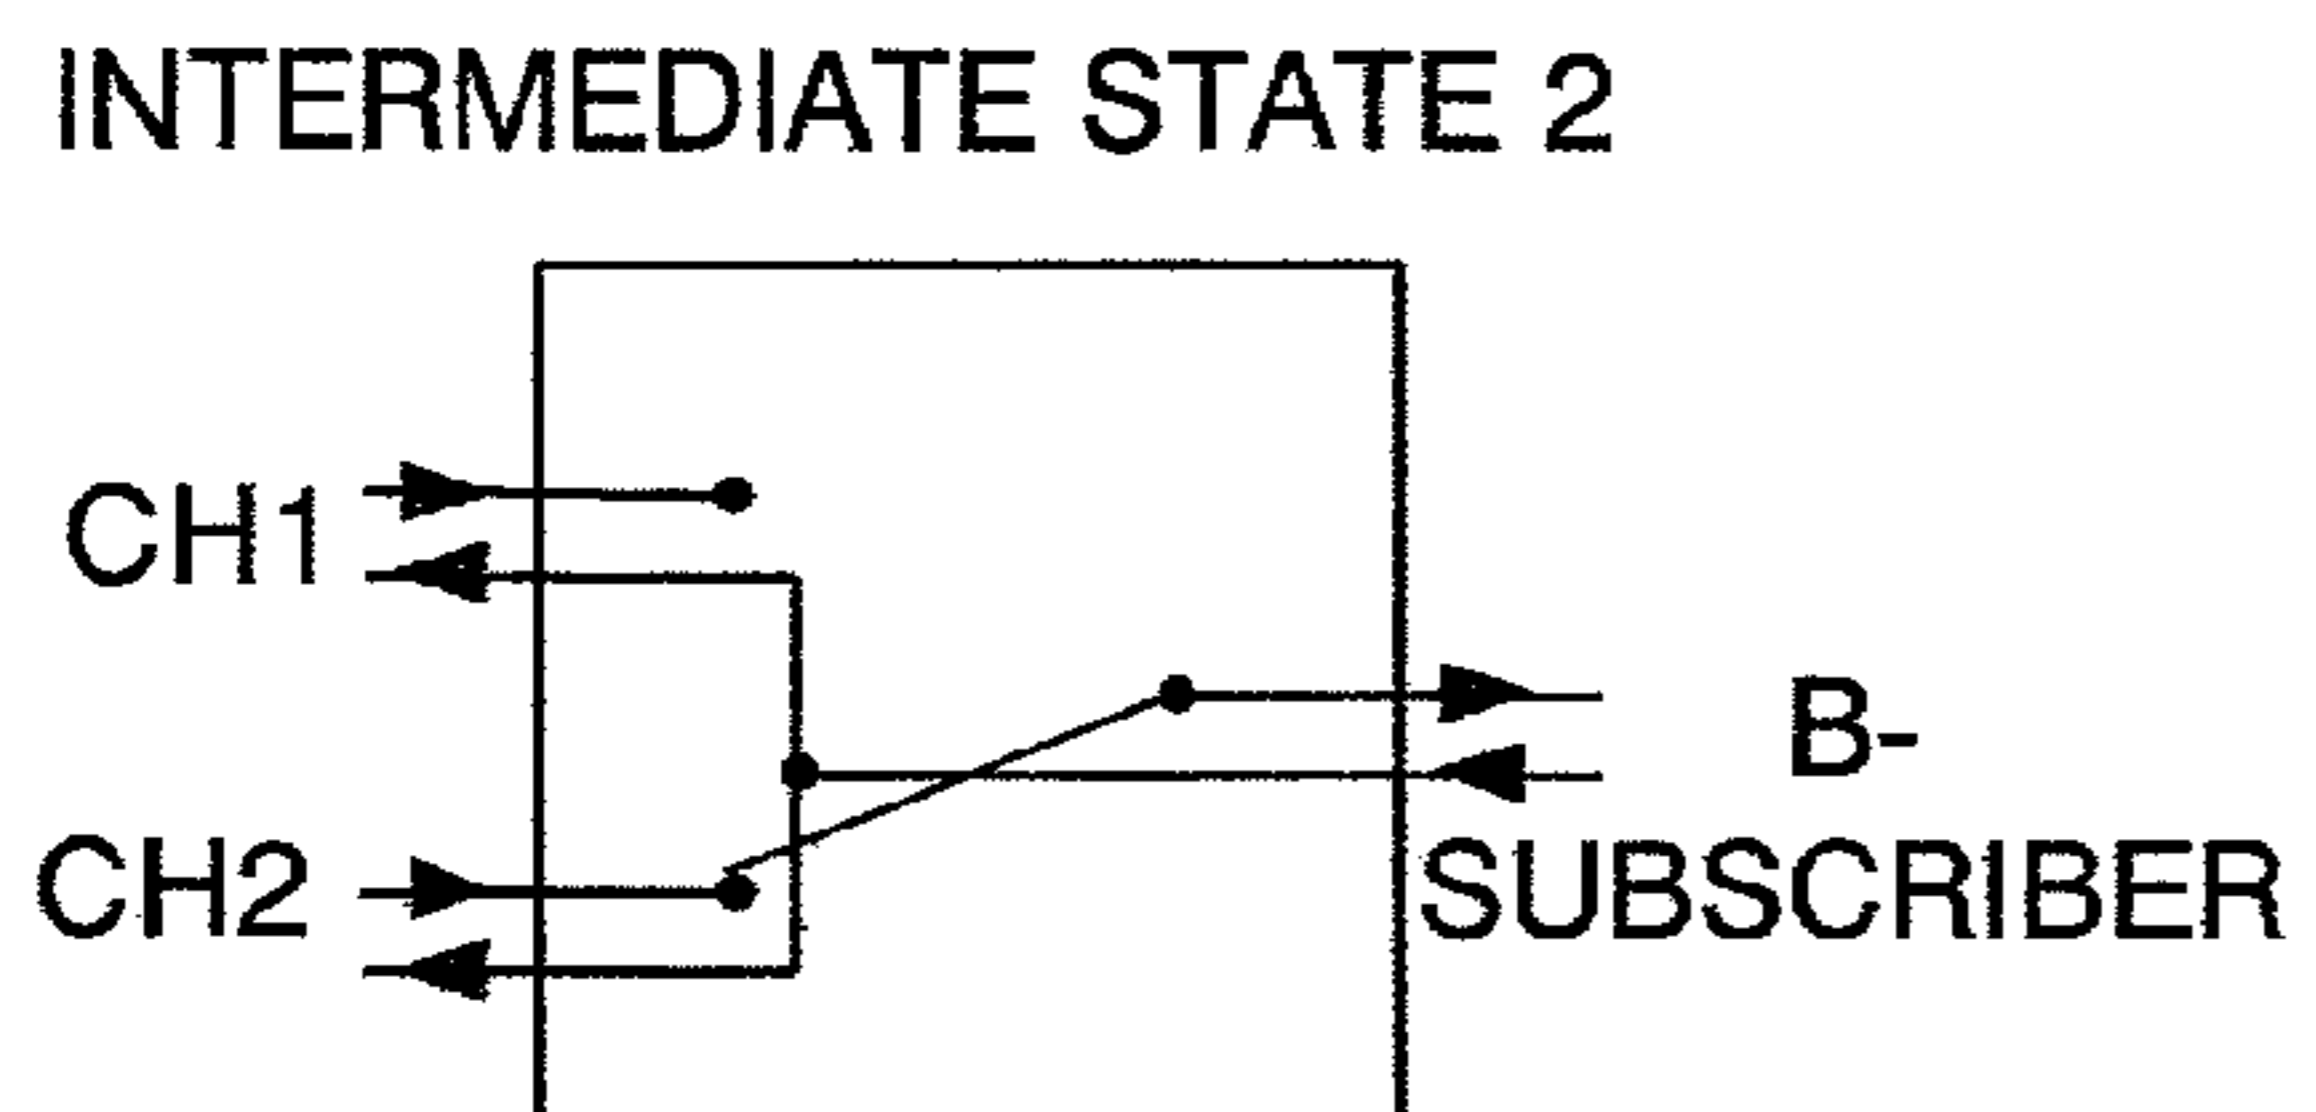 INTERMEDIATE STATE 2
CH1
B-
CH2
SUBSCRIBER